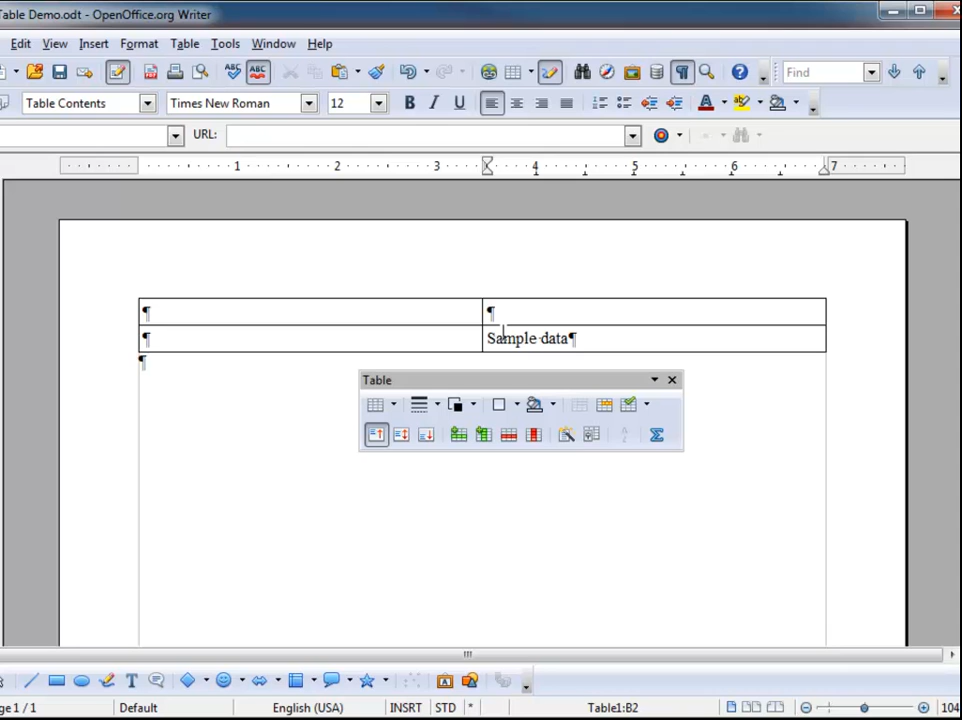 Table Demo.odt - OpenOffice.org Writer
Edit View Insert Format Table Tools Window Help
Find
Table Contents Times New Roman 12 B I U A
URL:
1 2 3 4 5 6 7
¶ ¶
¶ Sample data¶
¶
Table
Default English (USA) INSRT STD * Table1:B2 104